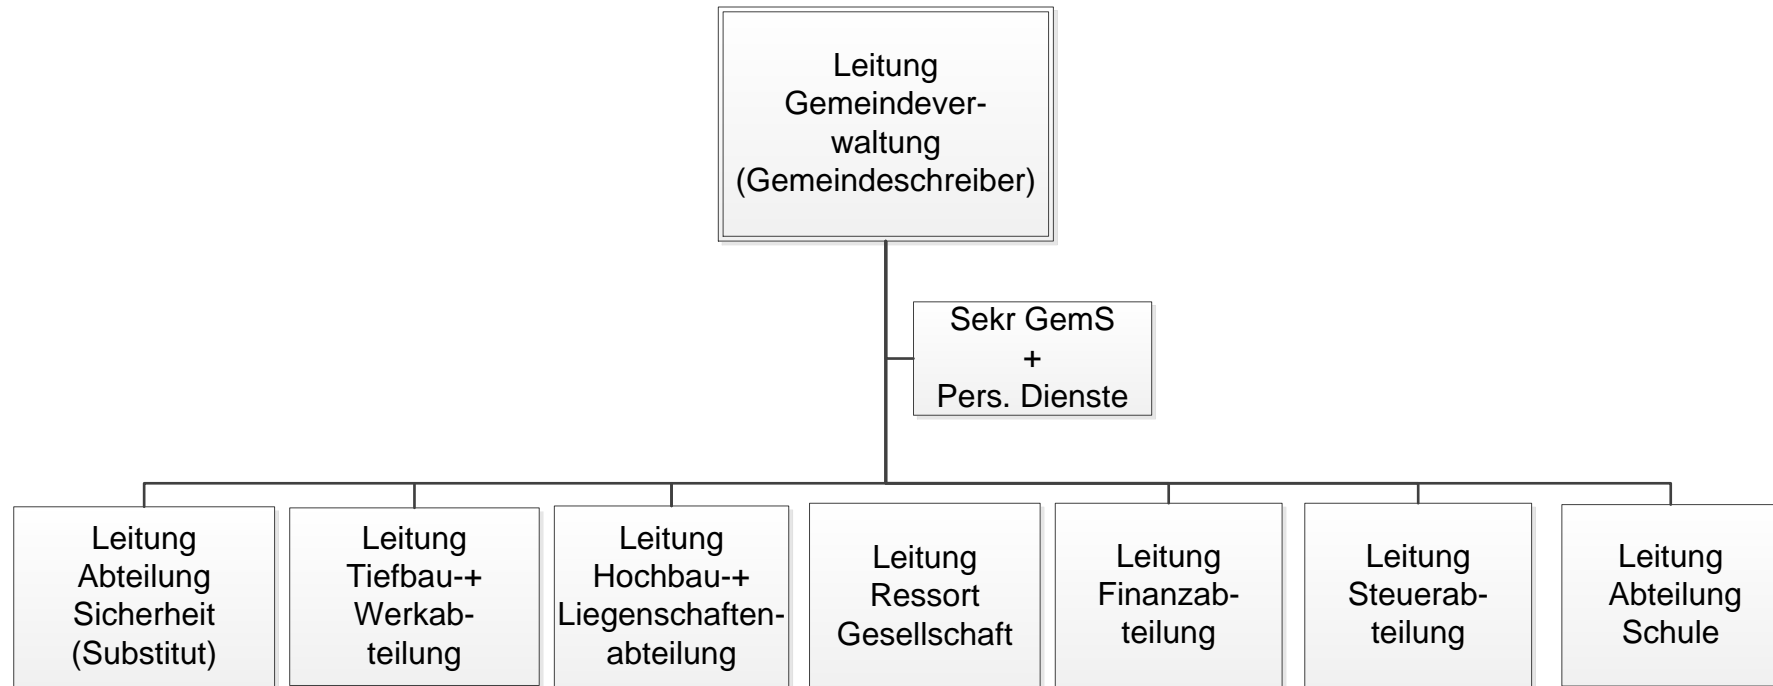 Leitung
Gemeindever-
waltung
(Gemeindeschreiber)
Sekr GemS
+
Pers. Dienste
Leitung
Abteilung
Sicherheit
(Substitut)
Leitung
Tiefbau-+
Werkab-
teilung
Leitung
Hochbau-+
Liegenschaften-
abteilung
Leitung
Ressort
Gesellschaft
Leitung
Finanzab-
teilung
Leitung
Steuerab-
teilung
Leitung
Abteilung
Schule